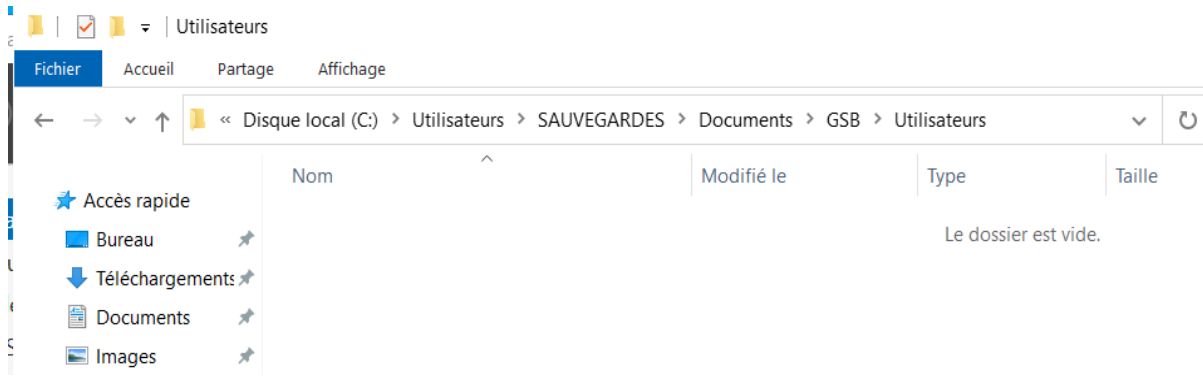 Utilisateurs
Fichier Accueil Partage Affichage
« Disque local (C:) > Utilisateurs > SAUVEGARDES > Documents > GSB > Utilisateurs
Nom Modifié le Type Taille
Accès rapide
Le dossier est vide.
Bureau
Téléchargements
Documents
Images